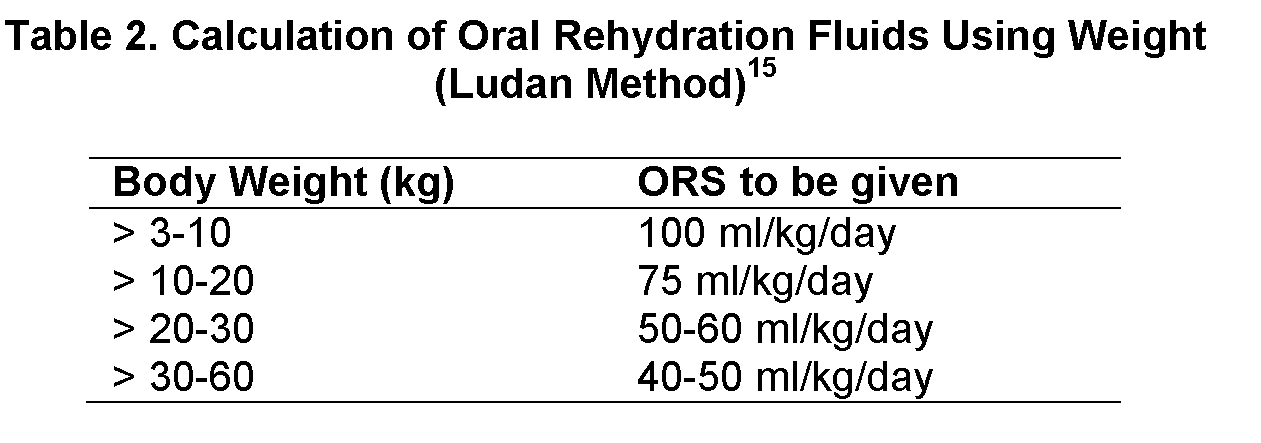 Table 2. Calculation of Oral Rehydration Fluids Using Weight
(Ludan Method)15
Body Weight (kg) ORS to be given
> 3-10 100 ml/kg/day
> 10-20 75 ml/kg/day
> 20-30 50-60 ml/kg/day
> 30-60 40-50 ml/kg/day